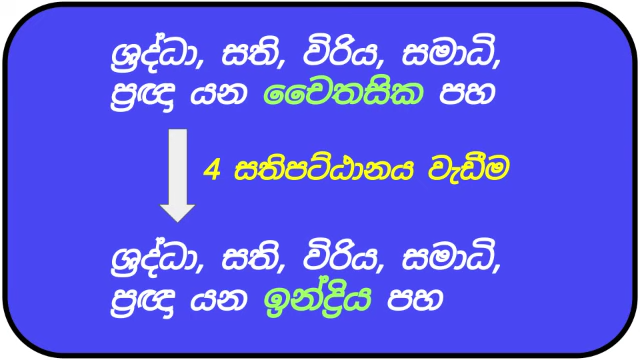 ශ්‍රද්ධා, සති, විරිය, සමාධි,
ප්‍රඥා යන චෛතසික පහ
4 සතිපට්ඨානය වැඩීම
ශ්‍රද්ධා, සති, විරිය, සමාධි,
ප්‍රඥා යන ඉන්ද්‍රිය පහ